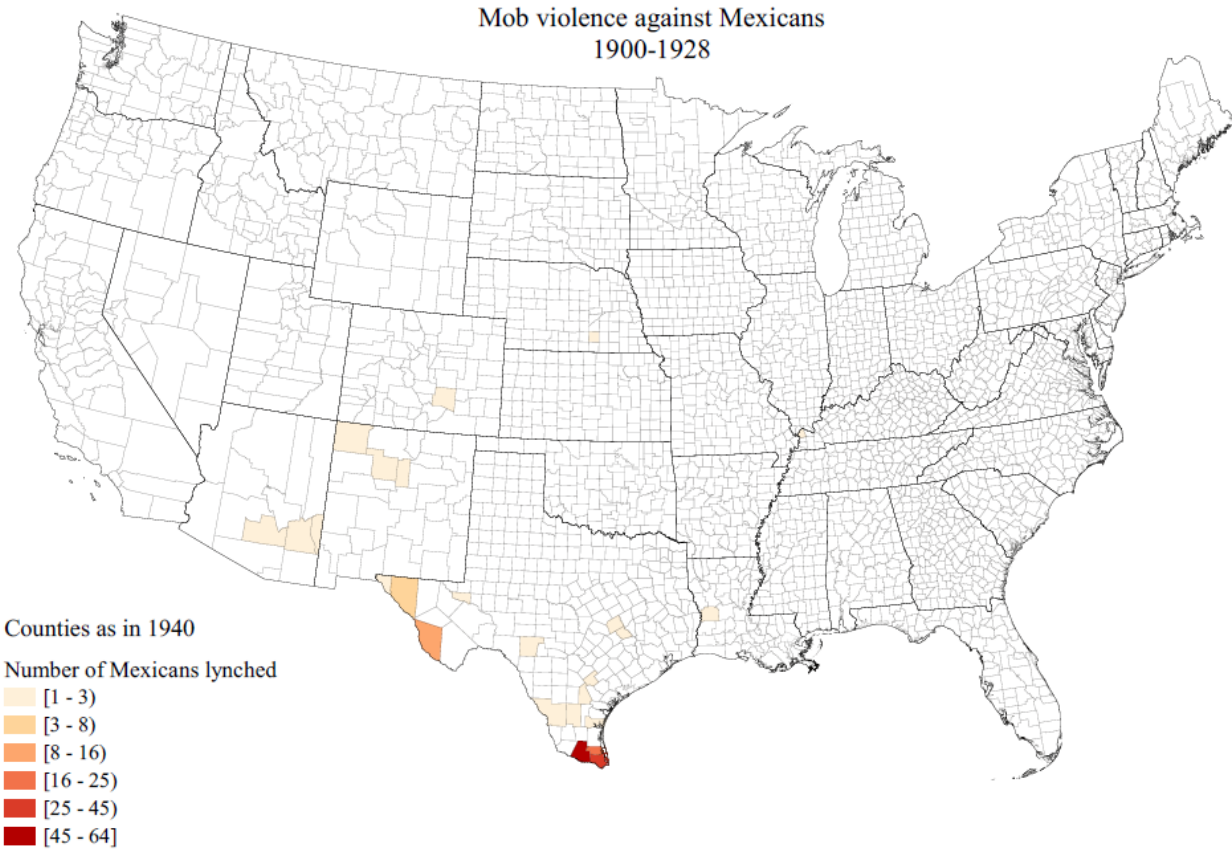 Mob violence against Mexicans
1900-1928
Counties as in 1940
Number of Mexicans lynched
[1 - 3)
[3 - 8)
[8 - 16)
[16 - 25)
[25 - 45)
[45 - 64]